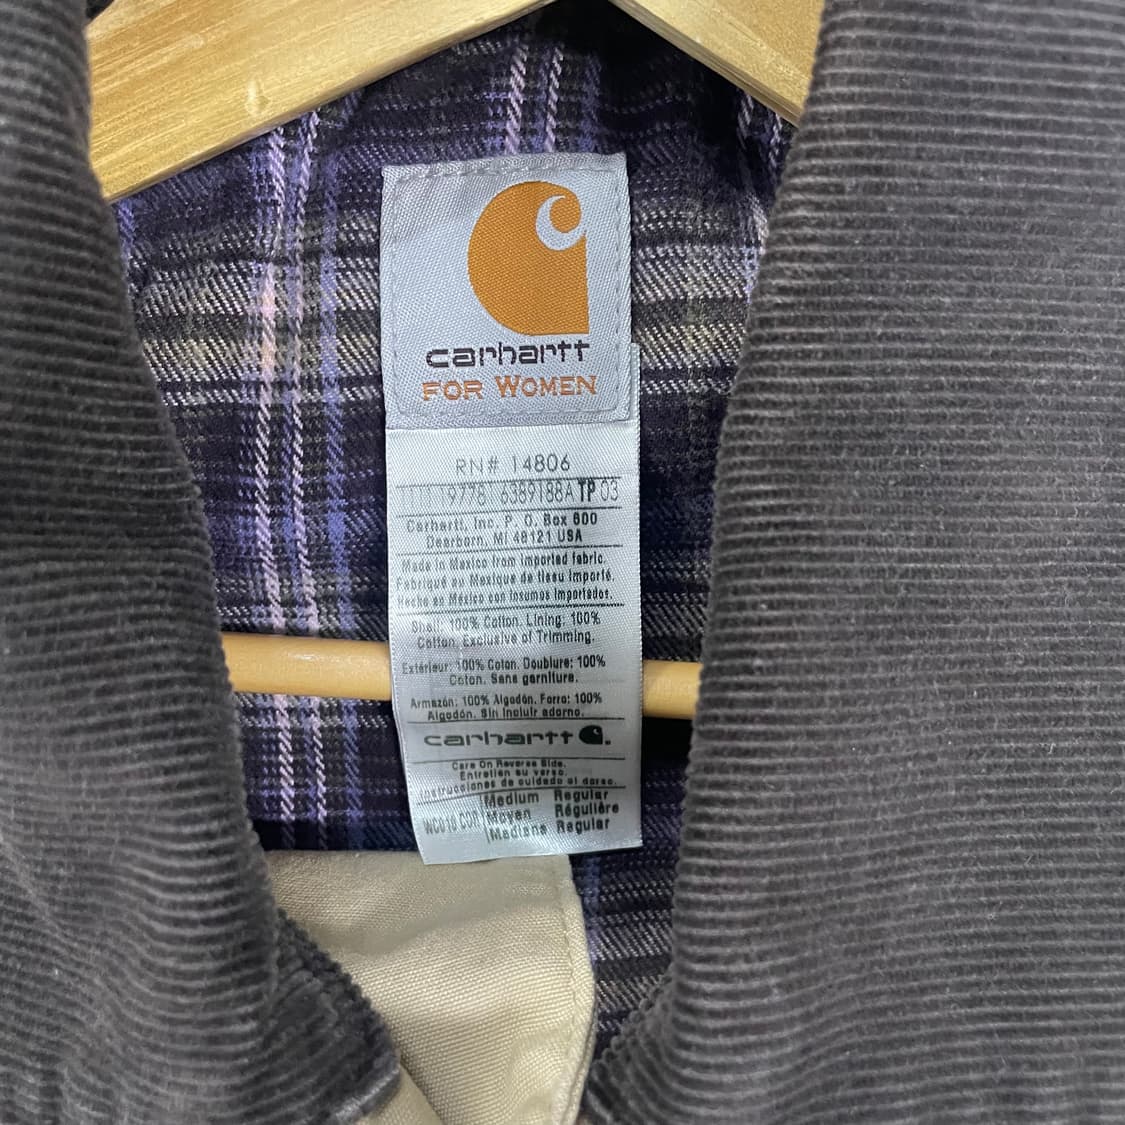 carhartt
FOR WOMEN
RN# 14806
19778 6389188A TP 03
Carhartt, Inc. P. O. Box 600
Dearborn, MI 48121 USA
Made in Mexico from imported fabric.
Fabriqué au Mexique de tissu importé.
Hecho en México con Insumos Importados.
Shell: 100% Cotton. Lining: 100%
Cotton. Exclusive of Trimming.
Extérieur: 100% Coton. Doublure: 100%
Coton. Sans garniture.
Armazón: 100% Algodón. Forro: 100%
Algodón. Sin Incluir adorno.
carhartt
Care On Reverse Side.
Entretien au verso.
Instrucciones de cuidado al dorso.
Medium Regular
WC010 Moyen Régulière
Mediana Regular